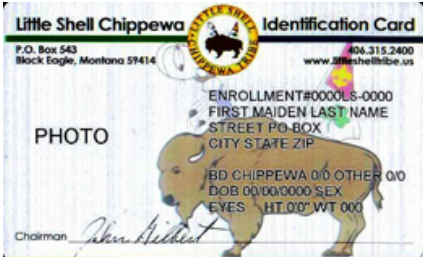 Little Shell Chippewa Identification Card
LITTLE SHELL
CHIPPEWA TRIBE
P.O. Box 543
Black Eagle, Montana 59414
406.315.2400
www.littleshelltribe.us
ENROLLMENT#0000LS-0000
FIRST MAIDEN LAST NAME
STREET PO BOX
CITY STATE ZIP
PHOTO
BD CHIPPEWA 0/0 OTHER 0/0
DOB 00/00/0000 SEX
EYES HT 0'0" WT 000
Chairman John Gilbert